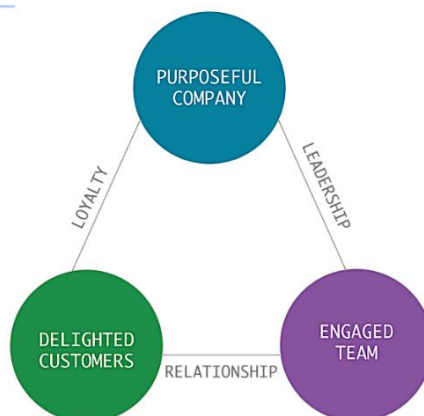 PURPOSEFUL
COMPANY
LOYALTY
LEADERSHIP
DELIGHTED
CUSTOMERS
RELATIONSHIP
ENGAGED
TEAM